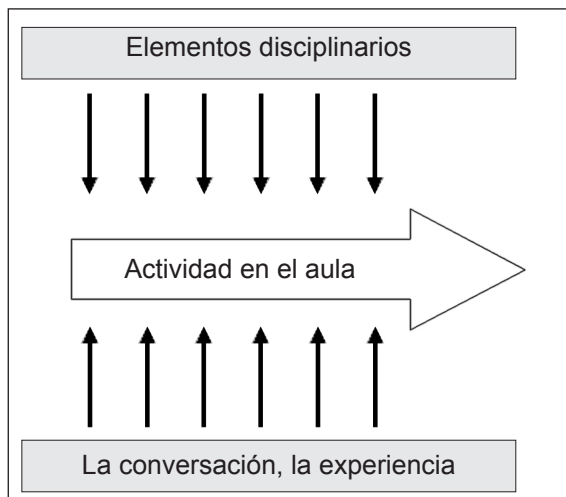 Elementos disciplinarios
Actividad en el aula
La conversación, la experiencia